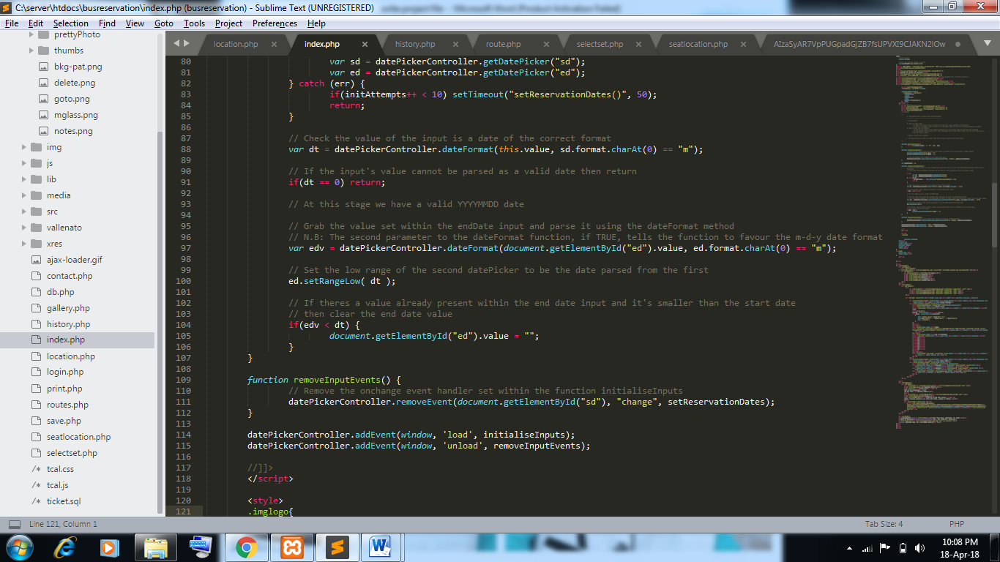 C:\server\htdocs\busreservation\index.php (busreservation) - Sublime Text (UNREGISTERED)
File Edit Selection Find View Goto Tools Project Preferences Help
prettyPhoto
thumbs
bkg-pat.png
delete.png
goto.png
mglass.png
notes.png
img
js
lib
media
src
vallenato
xres
ajax-loader.gif
contact.php
db.php
gallery.php
history.php
index.php
location.php
login.php
print.php
routes.php
save.php
seatlocation.php
selectset.php
/* tcal.css
/* tcal.js
/* ticket.sql
location.php index.php history.php route.php selectset.php seatlocation.php
80 var sd = datePickerController.getDatePicker("sd");
81 var ed = datePickerController.getDatePicker("ed");
82 } catch (err) {
83 if(initAttempts++ < 10) setTimeout("setReservationDates()", 50);
84 return;
85 }
86
87 // Check the value of the input is a date of the correct format
88 var dt = datePickerController.dateFormat(this.value, sd.format.charAt(0) == "m");
89
90 // If the input's value cannot be parsed as a valid date then return
91 if(dt == 0) return;
92
93 // At this stage we have a valid YYYYMMDD date
94
95 // Grab the value set within the endDate input and parse it using the dateFormat method
96 // N.B: The second parameter to the dateFormat function, if TRUE, tells the function to favour the m-d-y date format
97 var edv = datePickerController.dateFormat(document.getElementById("ed").value, ed.format.charAt(0) == "m");
98
99 // Set the low range of the second datePicker to be the date parsed from the first
100 ed.setRangeLow( dt );
101
102 // If theres a value already present within the end date input and it's smaller than the start date
103 // then clear the end date value
104 if(edv < dt) {
105 document.getElementById("ed").value = "";
106 }
107 }
108
109 function removeInputEvents() {
110 // Remove the onchange event handler set within the function initialiseInputs
111 datePickerController.removeEvent(document.getElementById("sd"), "change", setReservationDates);
112 }
113
114 datePickerController.addEvent(window, 'load', initialiseInputs);
115 datePickerController.addEvent(window, 'unload', removeInputEvents);
116
117 //]]>
118 </script>
119
120 <style>
121 .imglogo{
Line 121, Column 1
Tab Size: 4
PHP
10:08 PM
18-Apr-18